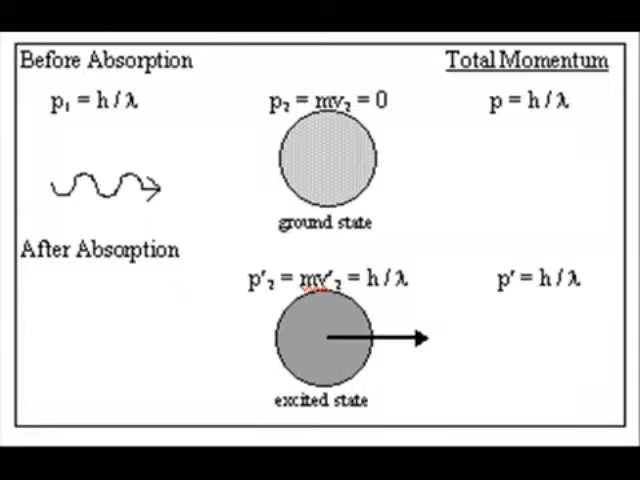 Before Absorption
Total Momentum
p₁ = h / λ
p₂ = mv₂ = 0
p = h / λ
ground state
After Absorption
p'₂ = mv'₂ = h / λ
p' = h / λ
excited state